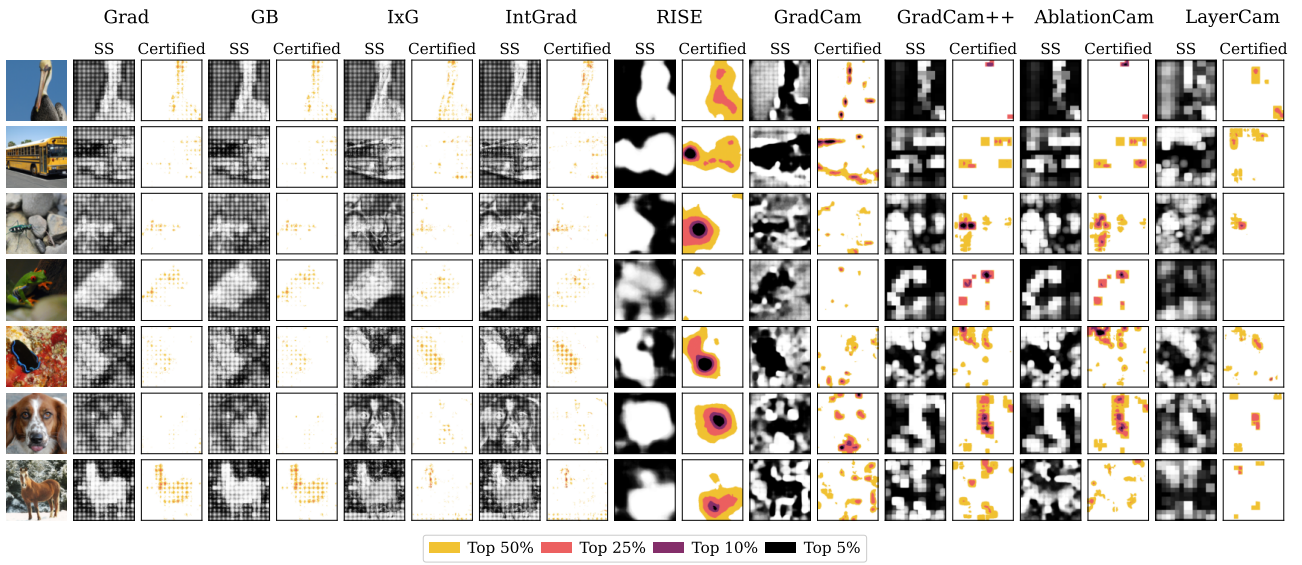 Grad GB IxG IntGrad RISE GradCam GradCam++ AblationCam LayerCam
SS Certified SS Certified SS Certified SS Certified SS Certified SS Certified SS Certified SS Certified SS Certified
Top 50% Top 25% Top 10% Top 5%